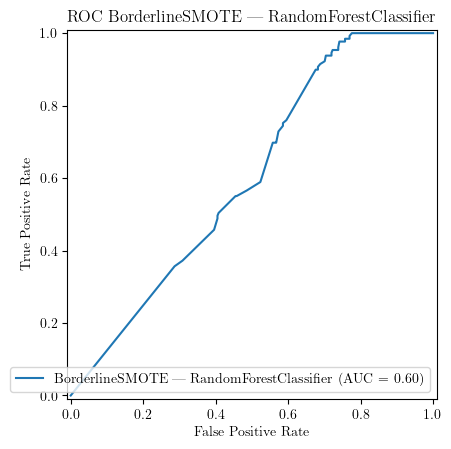 ROC BorderlineSMOTE — RandomForestClassifier
1.0
0.8
0.6
0.4
0.2
0.0
True Positive Rate
BorderlineSMOTE — RandomForestClassifier (AUC = 0.60)
0.0 0.2 0.4 0.6 0.8 1.0
False Positive Rate